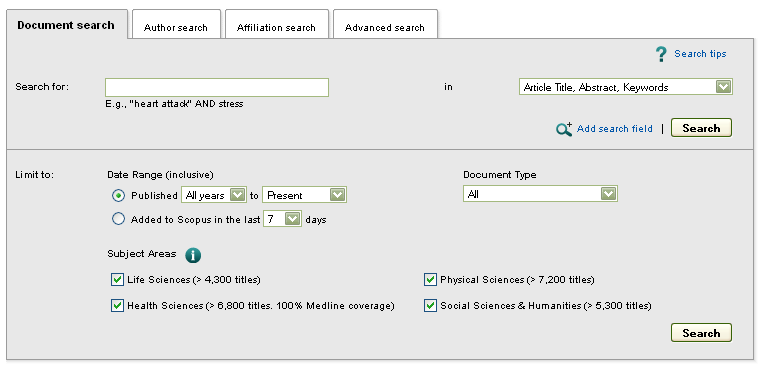 Document search
Author search
Affiliation search
Advanced search
? Search tips
Search for:
in
Article Title, Abstract, Keywords
E.g., "heart attack" AND stress
Add search field | Search
Limit to:
Date Range (inclusive)
Document Type
Published All years to Present
All
Added to Scopus in the last 7 days
Subject Areas i
Life Sciences (> 4,300 titles)
Physical Sciences (> 7,200 titles)
Health Sciences (> 6,800 titles. 100% Medline coverage)
Social Sciences & Humanities (> 5,300 titles)
Search